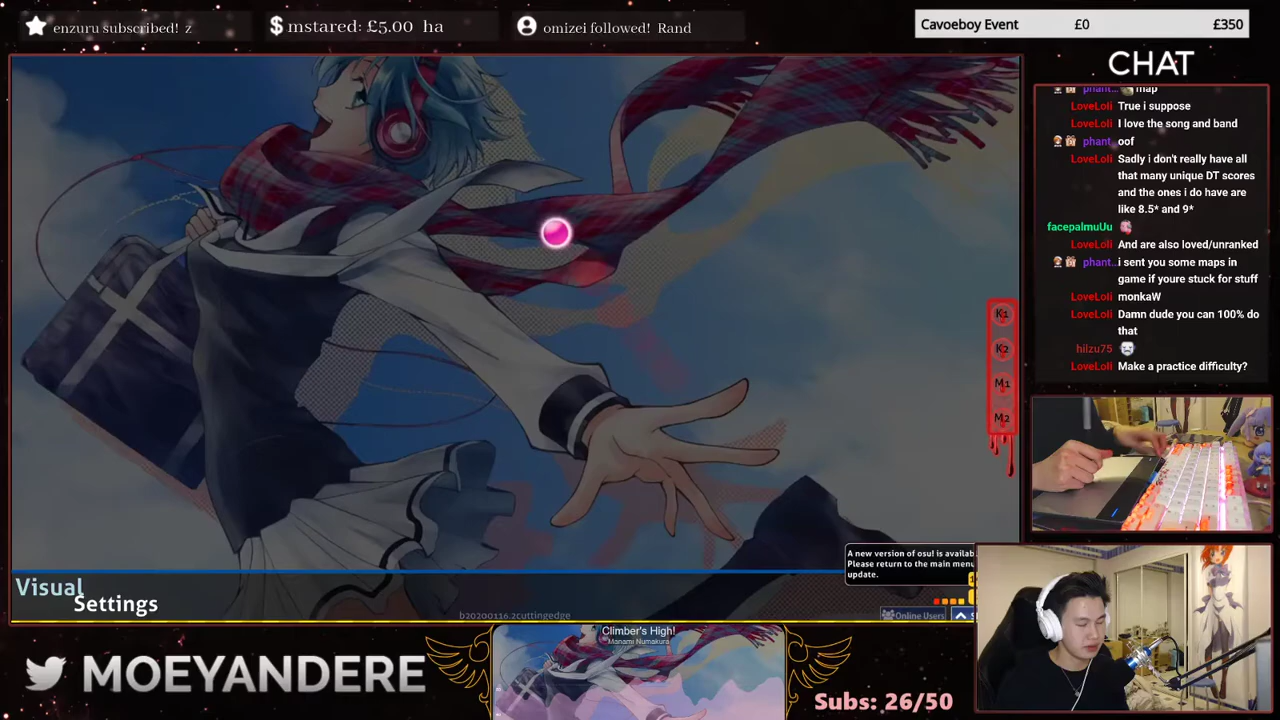 enzuru subscribed! z
$ mstared: £5.00 ha
omizei followed! Rand
Cavoeboy Event £0 £350
CHAT
phant... map
LoveLoli True i suppose
LoveLoli I love the song and band
phant oof
LoveLoli Sadly i don't really have all
that many unique DT scores
and the ones i do have are
like 8.5* and 9*
facepalmuUu
LoveLoli And are also loved/unranked
phant... i sent you some maps in
game if youre stuck for stuff
LoveLoli monkaW
LoveLoli Damn dude you can 100% do
that
hilzu75
LoveLoli Make a practice difficulty?
K1
K2
M1
M2
A new version of osu! is availab
Please return to the main menu
update.
Visual
Settings
b20200116.2cuttingedge
Online Users
Climber's High!
Manami Numakura
MOEYANDERE
Subs: 26/50